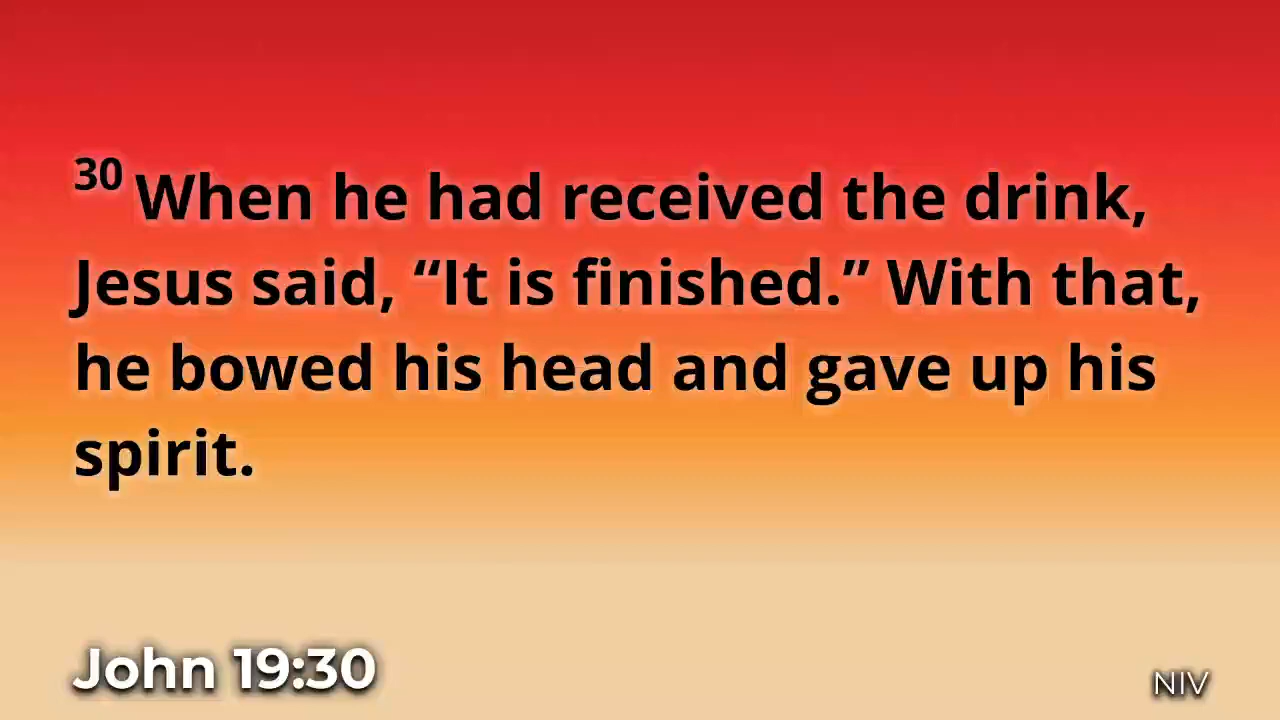 30 When he had received the drink,
Jesus said, “It is finished.” With that,
he bowed his head and gave up his
spirit.
John 19:30
NIV